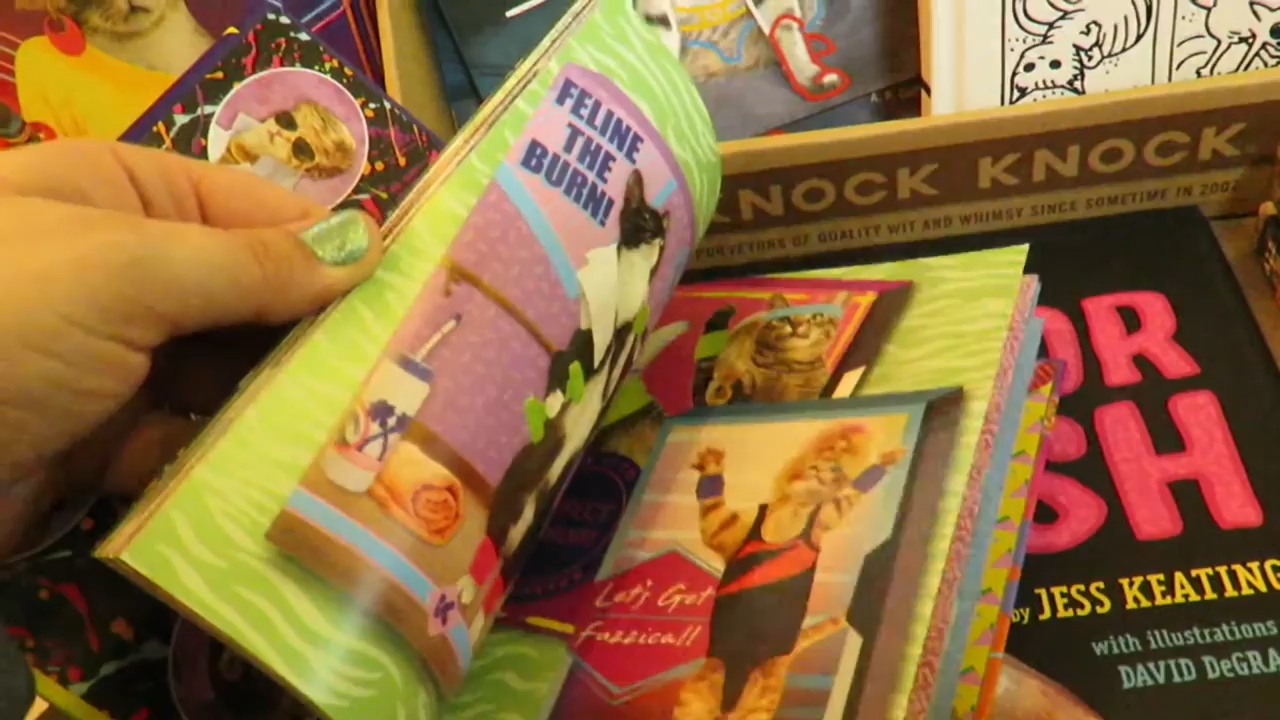 FELINE
THE
BURN!
KNOCK KNOCK
PURVEYORS OF QUALITY WIT AND WHIMSY SINCE SOMETIME IN 2002
Let's Get
fuzzical!
OR
SH
by JESS KEATING
with illustrations
DAVID DeGRA